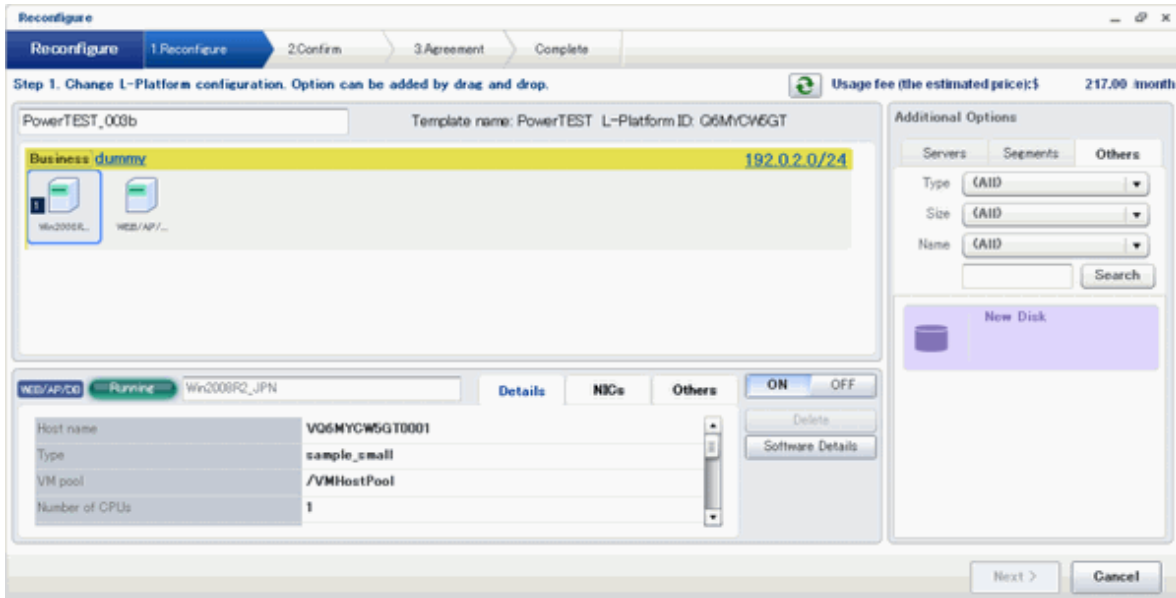 Reconfigure
Reconfigure 1.Reconfigure 2.Confirm 3.Agreement Complete
Step 1. Change L-Platform configuration. Option can be added by drag and drop.
Usage fee (the estimated price):$ 217.00 /month
PowerTEST_003b
Template name: PowerTEST L-Platform ID: Q6MYCW5GT
Business dummy 192.0.2.0/24
1
Win2008R... WEB/AP/...
Additional Options
Servers Segments Others
Type (All)
Size (All)
Name (All)
Search
New Disk
WEB/AP/DB Running Win2008R2_JPN Details NICs Others ON OFF
Host name VQ6MYCW5GT0001
Type sample_small
VM pool /VMHostPool
Number of CPUs 1
Delete
Software Details
Next > Cancel